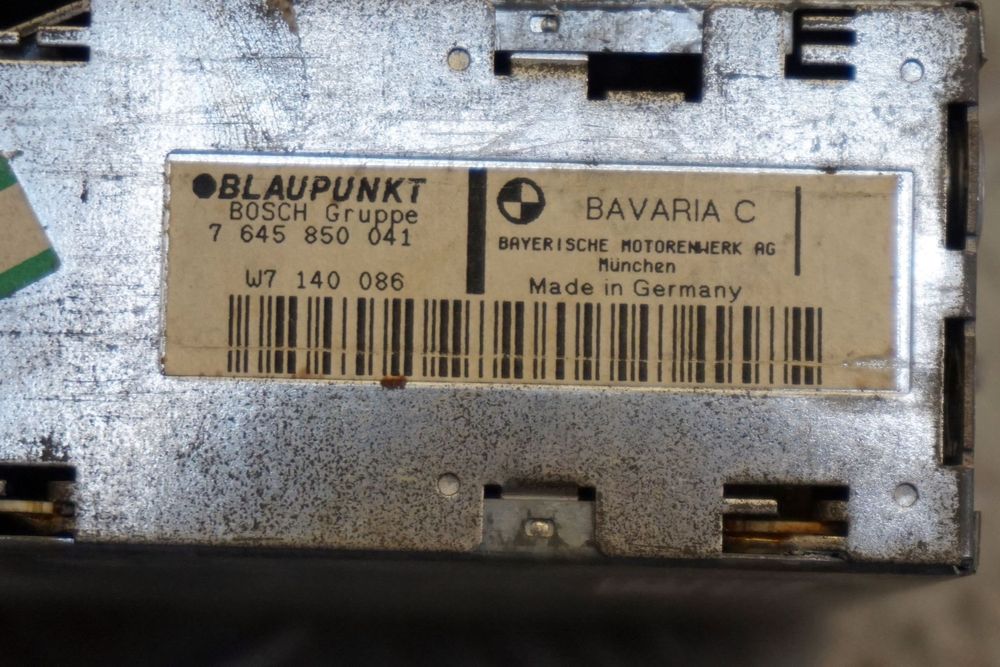 BLAUPUNKT
BOSCH Gruppe
7 645 850 041
W7 140 086
BAVARIA C
BAYERISCHE MOTORENWERK AG
München
Made in Germany